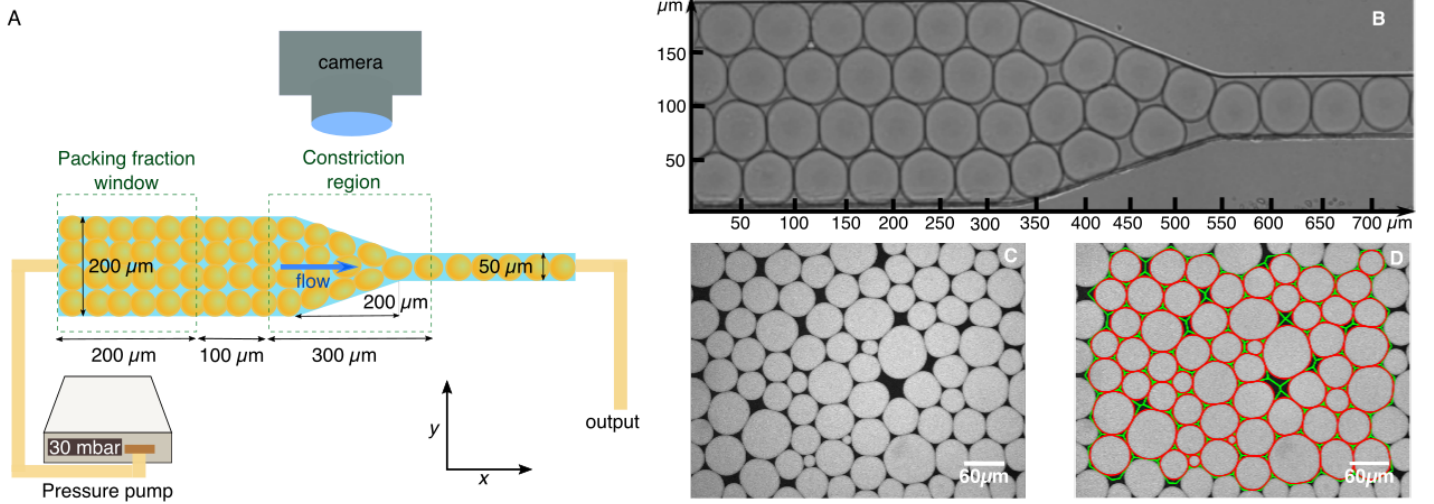 A
camera
Packing fraction
window
Constriction
region
200 µm
flow
50 µm
200 µm
200 µm
100 µm
300 µm
30 mbar
Pressure pump
y
x
output
µm
B
150
100
50
50
100
150
200
250
300
350
400
450
500
550
600
650
700
µm
C
60µm
D
60µm